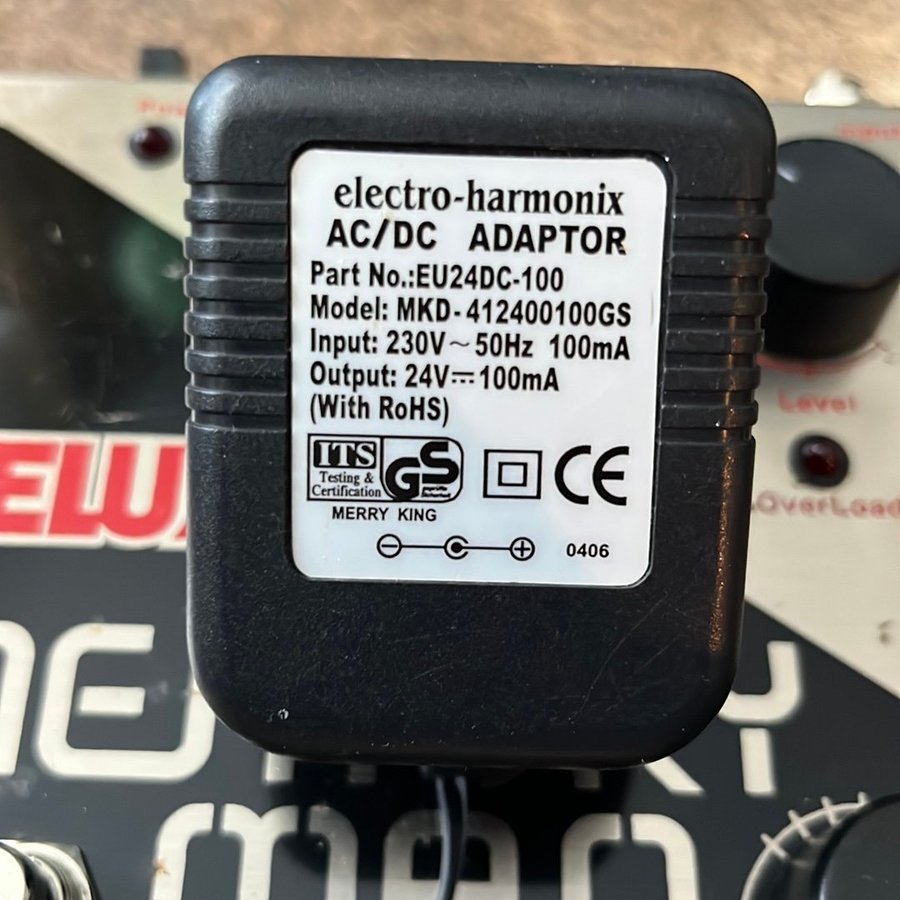 electro-harmonix
AC/DC ADAPTOR
Part No.:EU24DC-100
Model: MKD-412400100GS
Input: 230V~50Hz 100mA
Output: 24V⎓100mA
(With RoHS)
ITS
Testing &
Certification
GS
CE
MERRY KING
0406
Level
OverLoad
MAN